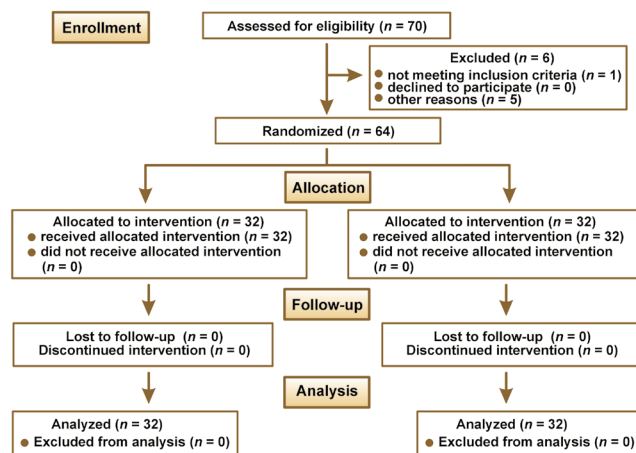 Enrollment
Assessed for eligibility (n = 70)
Excluded (n = 6)
● not meeting inclusion criteria (n = 1)
● declined to participate (n = 0)
● other reasons (n = 5)
Randomized (n = 64)
Allocation
Allocated to intervention (n = 32)
● received allocated intervention (n = 32)
● did not receive allocated intervention
(n = 0)
Allocated to intervention (n = 32)
● received allocated intervention (n = 32)
● did not receive allocated intervention
(n = 0)
Follow-up
Lost to follow-up (n = 0)
Discontinued intervention (n = 0)
Lost to follow-up (n = 0)
Discontinued intervention (n = 0)
Analysis
Analyzed (n = 32)
● Excluded from analysis (n = 0)
Analyzed (n = 32)
● Excluded from analysis (n = 0)